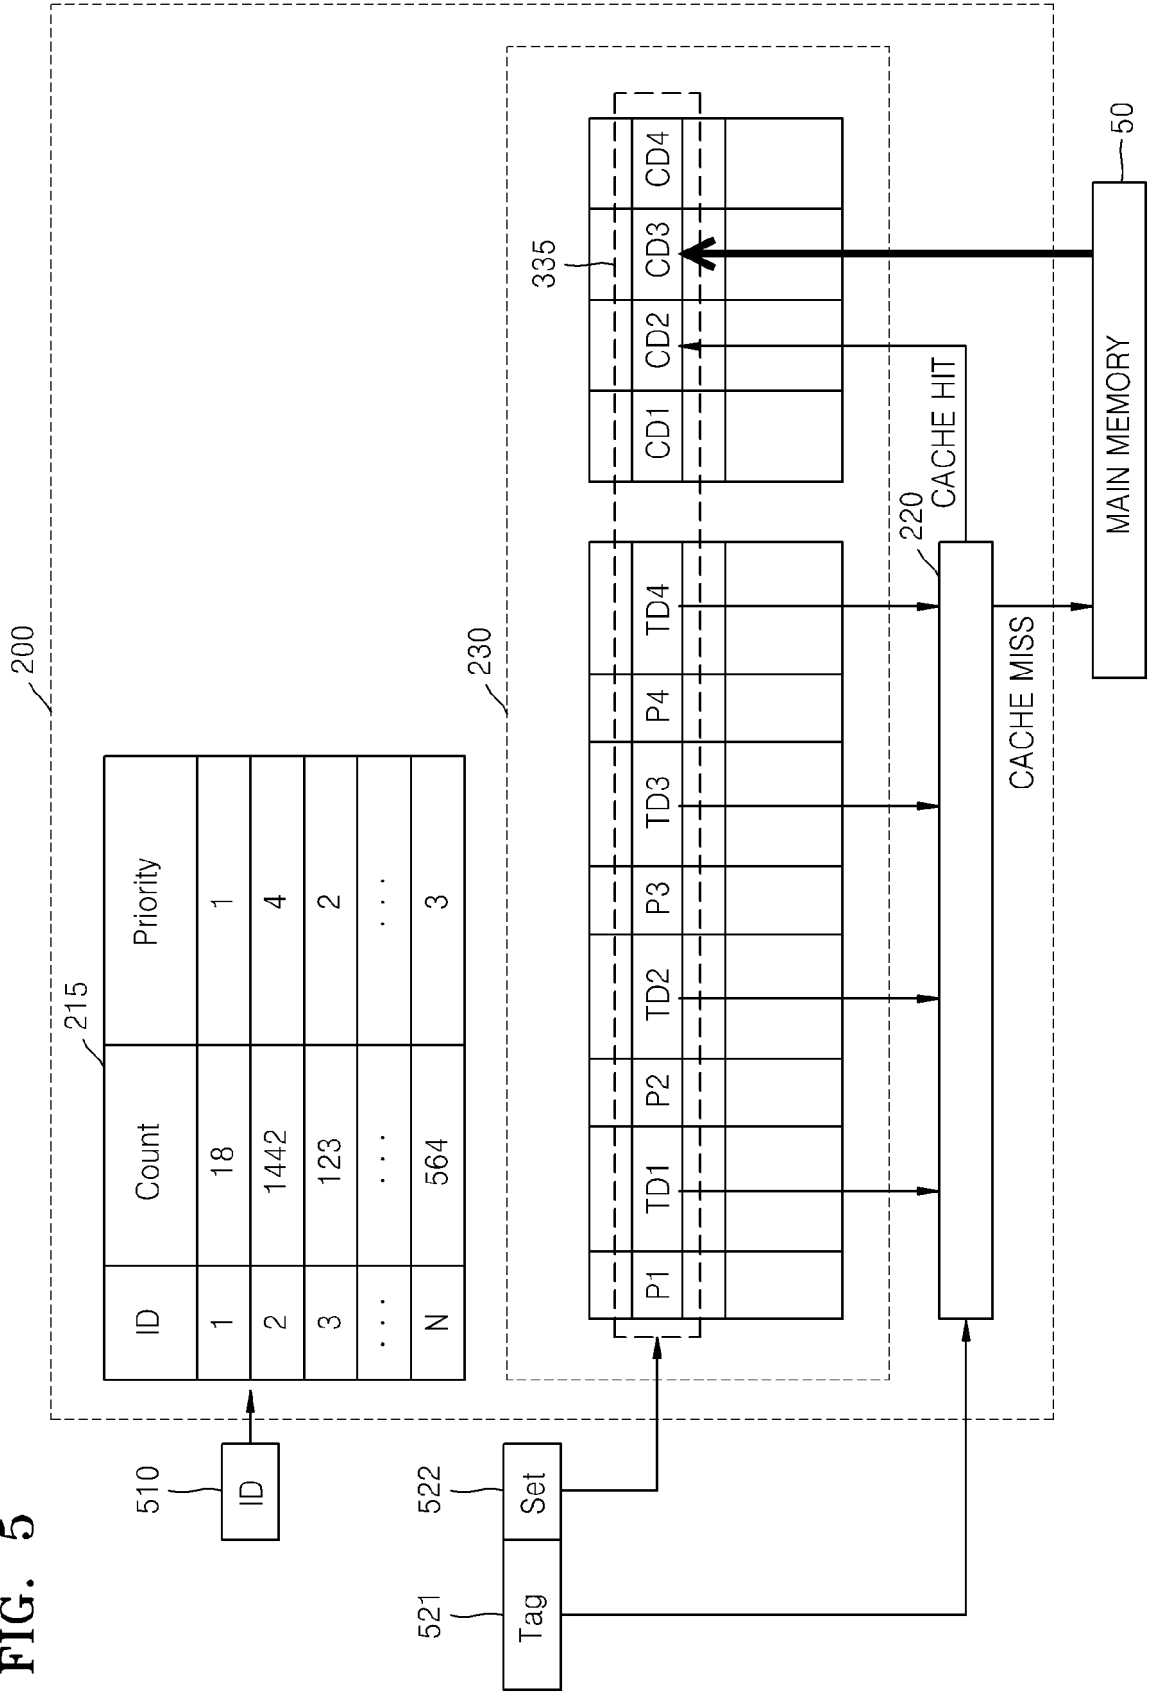 FIG. 5
200
215
ID Count Priority
1 18 1
2 1442 4
3 123 2
... ... ...
N 564 3
510
ID
230
335
P1 TD1 P2 TD2 P3 TD3 P4 TD4
CD1 CD2 CD3 CD4
521
522
Tag Set
220
CACHE HIT
CACHE MISS
50
MAIN MEMORY